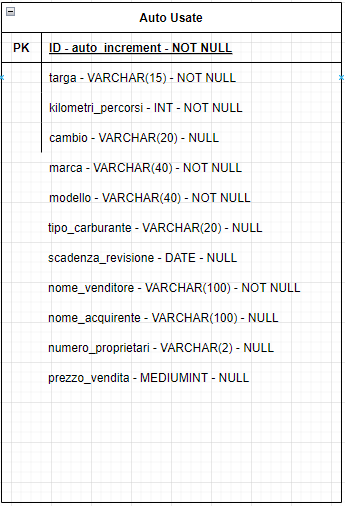 Auto Usate
PK ID - auto_increment - NOT NULL
targa - VARCHAR(15) - NOT NULL
kilometri_percorsi - INT - NOT NULL
cambio - VARCHAR(20) - NULL
marca - VARCHAR(40) - NOT NULL
modello - VARCHAR(40) - NOT NULL
tipo_carburante - VARCHAR(20) - NULL
scadenza_revisione - DATE - NULL
nome_venditore - VARCHAR(100) - NOT NULL
nome_acquirente - VARCHAR(100) - NULL
numero_proprietari - VARCHAR(2) - NULL
prezzo_vendita - MEDIUMINT - NULL